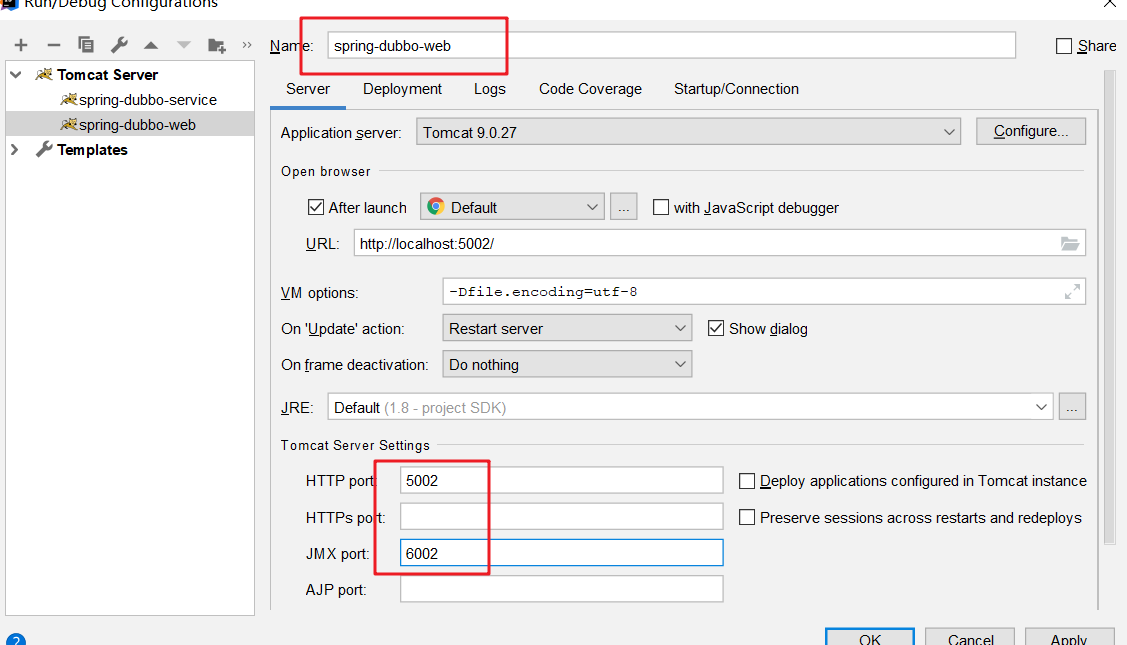 Run/Debug Configurations
Name: spring-dubbo-web Share
Tomcat Server
spring-dubbo-service
spring-dubbo-web
Templates
Server Deployment Logs Code Coverage Startup/Connection
Application server: Tomcat 9.0.27 Configure...
Open browser
After launch Default ... with JavaScript debugger
URL: http://localhost:5002/
VM options: -Dfile.encoding=utf-8
On 'Update' action: Restart server Show dialog
On frame deactivation: Do nothing
JRE: Default (1.8 - project SDK) ...
Tomcat Server Settings
HTTP port: 5002 Deploy applications configured in Tomcat instance
HTTPs port: Preserve sessions across restarts and redeploys
JMX port: 6002
AJP port:
? OK Cancel Apply